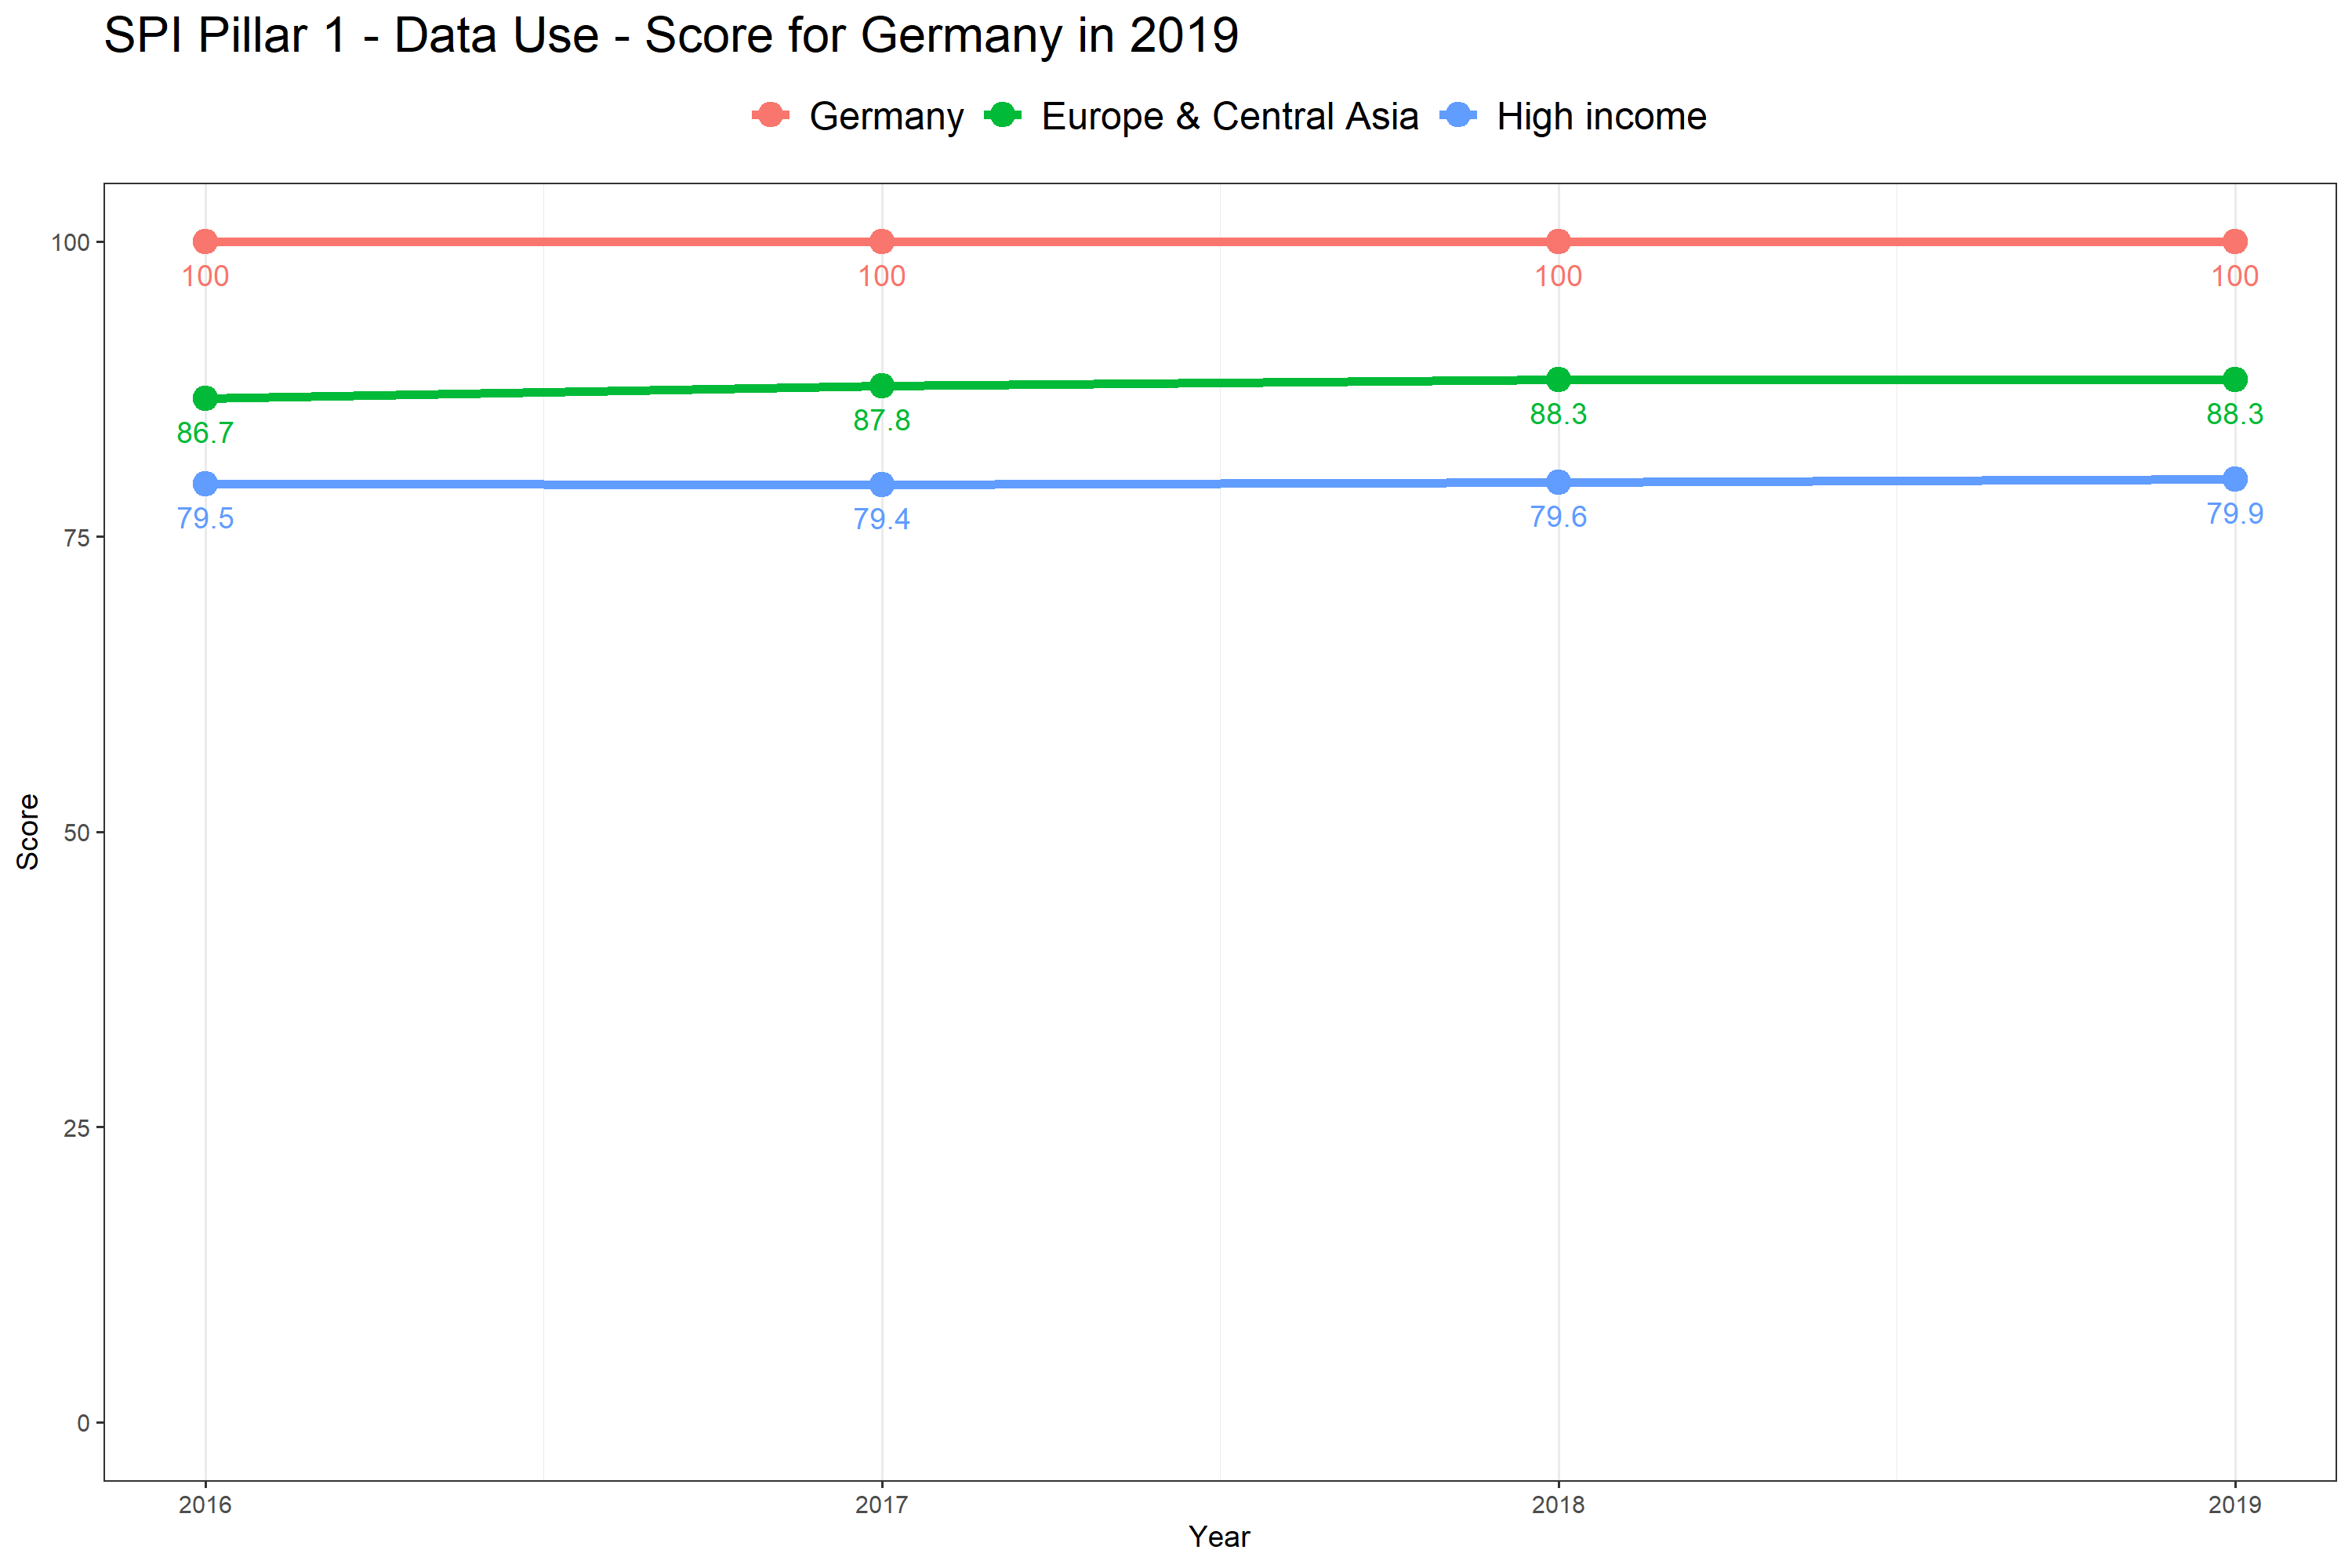 SPI Pillar 1 - Data Use - Score for Germany in 2019
Germany Europe & Central Asia High income
100
75
50
25
0
Score
100 100 100 100
86.7 87.8 88.3 88.3
79.5 79.4 79.6 79.9
2016 2017 2018 2019
Year